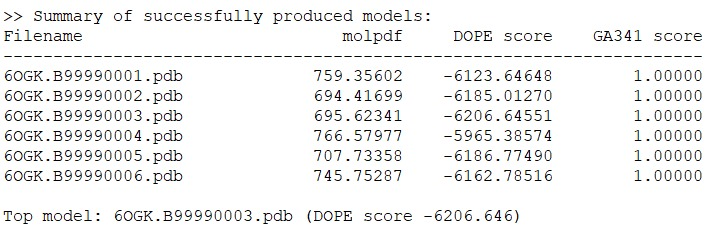 >> Summary of successfully produced models:
Filename                          molpdf     DOPE score    GA341 score
----------------------------------------------------------------------
6OGK.B99990001.pdb             759.35602    -6123.64648        1.00000
6OGK.B99990002.pdb             694.41699    -6185.01270        1.00000
6OGK.B99990003.pdb             695.62341    -6206.64551        1.00000
6OGK.B99990004.pdb             766.57977    -5965.38574        1.00000
6OGK.B99990005.pdb             707.73358    -6186.77490        1.00000
6OGK.B99990006.pdb             745.75287    -6162.78516        1.00000
Top model: 6OGK.B99990003.pdb (DOPE score -6206.646)